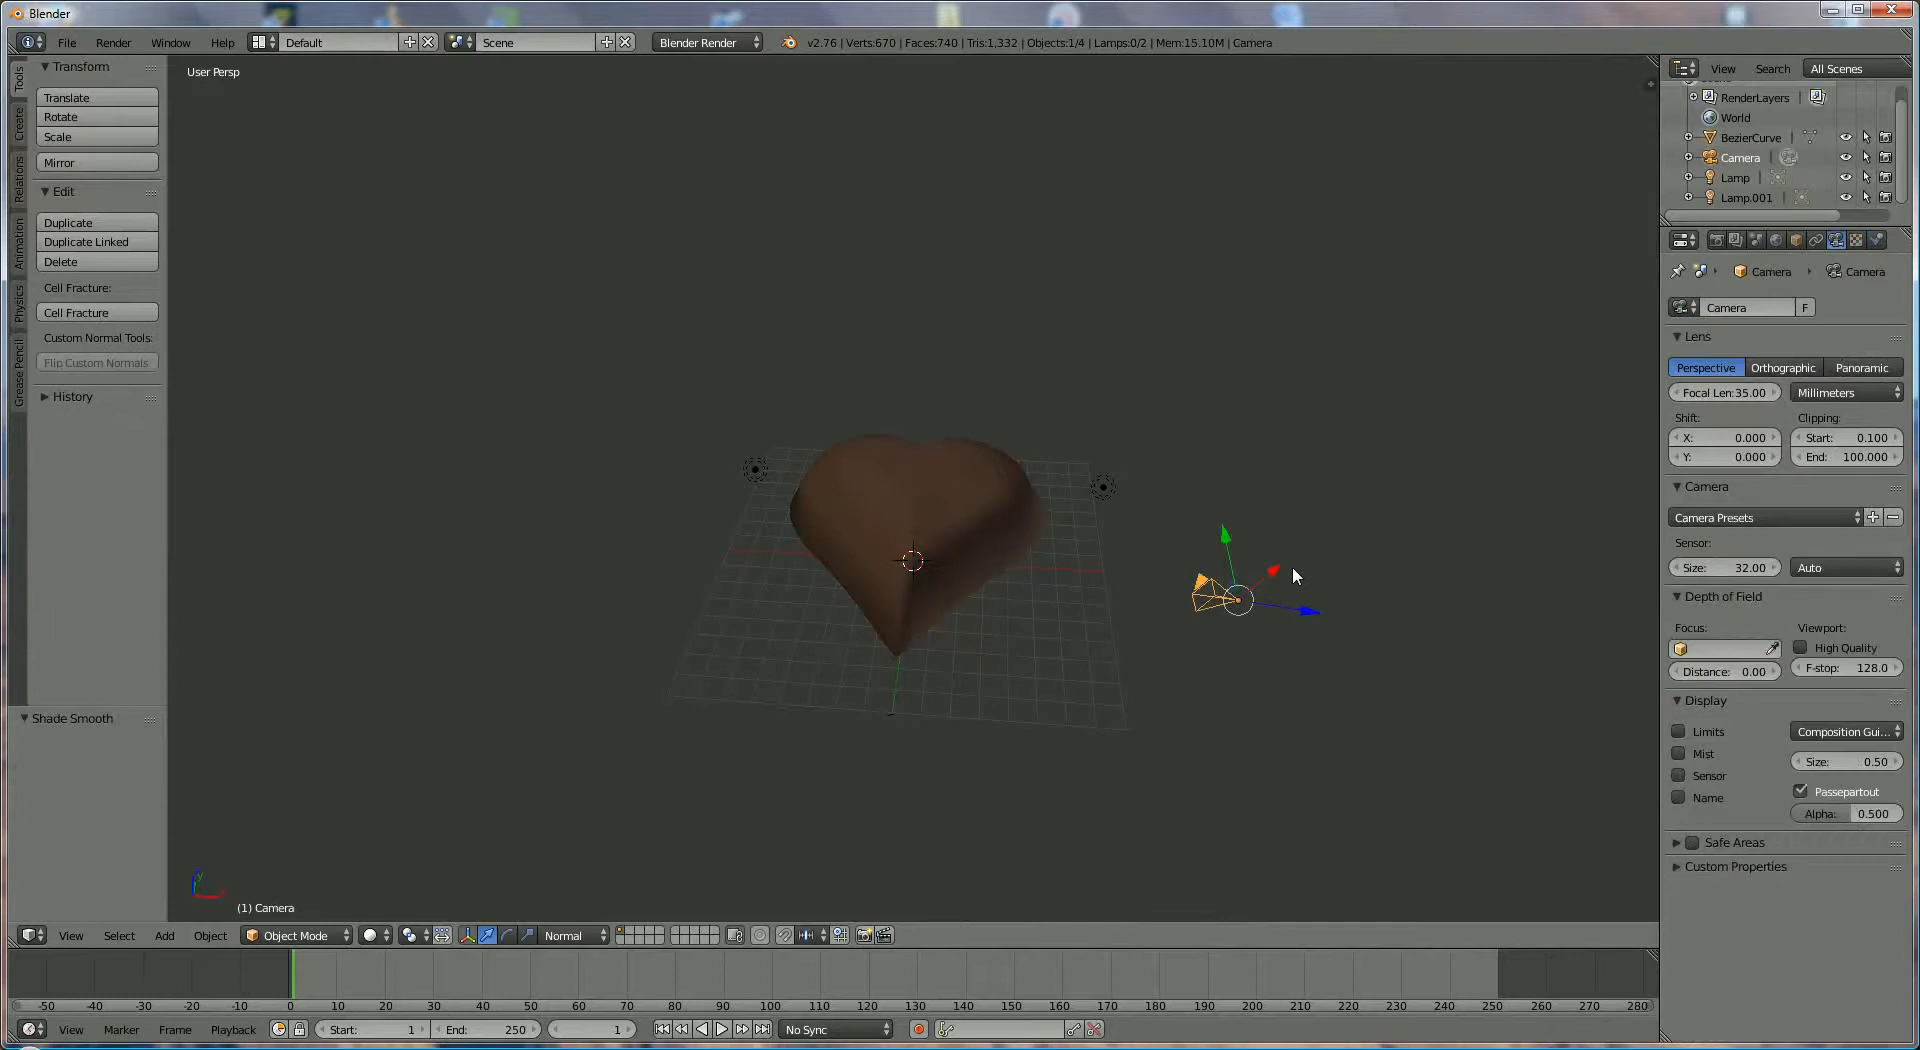 Blender
File Render Window Help Default Scene Blender Render v2.76 | Verts:670 | Faces:740 | Tris:1,332 | Objects:1/4 | Lamps:0/2 | Mem:15.10M | Camera
Tools
Create
Relations
Animation
Physics
Grease Pencil
Transform
Translate
Rotate
Scale
Mirror
Edit
Duplicate
Duplicate Linked
Delete
Cell Fracture:
Cell Fracture
Custom Normal Tools:
Flip Custom Normals
History
Shade Smooth
User Persp
y
x
(1) Camera
View Search All Scenes
RenderLayers |
World
BezierCurve |
Camera |
Lamp |
Lamp.001 |
Camera Camera
Camera F
Lens
Perspective Orthographic Panoramic
Focal Len:35.00 Millimeters
Shift: Clipping:
X: 0.000 Start: 0.100
Y: 0.000 End: 100.000
Camera
Camera Presets
Sensor:
Size: 32.00 Auto
Depth of Field
Focus: Viewport:
High Quality
Distance: 0.00 F-stop: 128.0
Display
Limits Composition Gui...
Mist Size: 0.50
Sensor Passepartout
Name Alpha: 0.500
Safe Areas
Custom Properties
View Select Add Object Object Mode Normal
-50 -40 -30 -20 -10 0 10 20 30 40 50 60 70 80 90 100 110 120 130 140 150 160 170 180 190 200 210 220 230 240 250 260 270 280
View Marker Frame Playback Start: 1 End: 250 1 No Sync